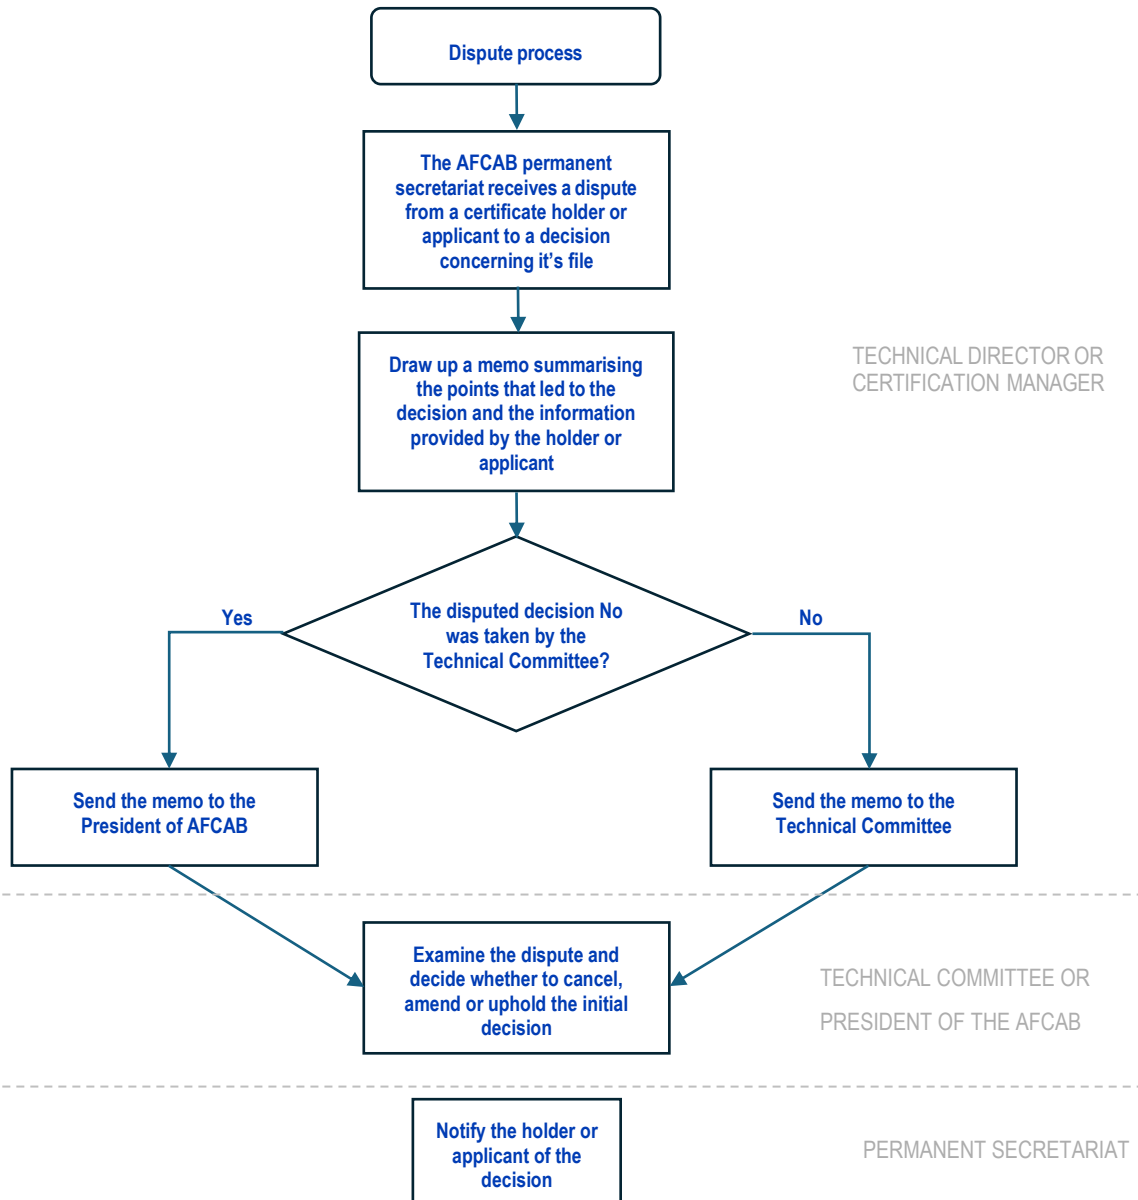 Dispute process
The AFCAB permanent
secretariat receives a dispute
from a certificate holder or
applicant to a decision
concerning it’s file
Draw up a memo summarising
the points that led to the
decision and the information
provided by the holder or
applicant
TECHNICAL DIRECTOR OR
CERTIFICATION MANAGER
Yes
The disputed decision No
was taken by the
Technical Committee?
No
Send the memo to the
President of AFCAB
Send the memo to the
Technical Committee
Examine the dispute and
decide whether to cancel,
amend or uphold the initial
decision
TECHNICAL COMMITTEE OR
PRESIDENT OF THE AFCAB
Notify the holder or
applicant of the
decision
PERMANENT SECRETARIAT